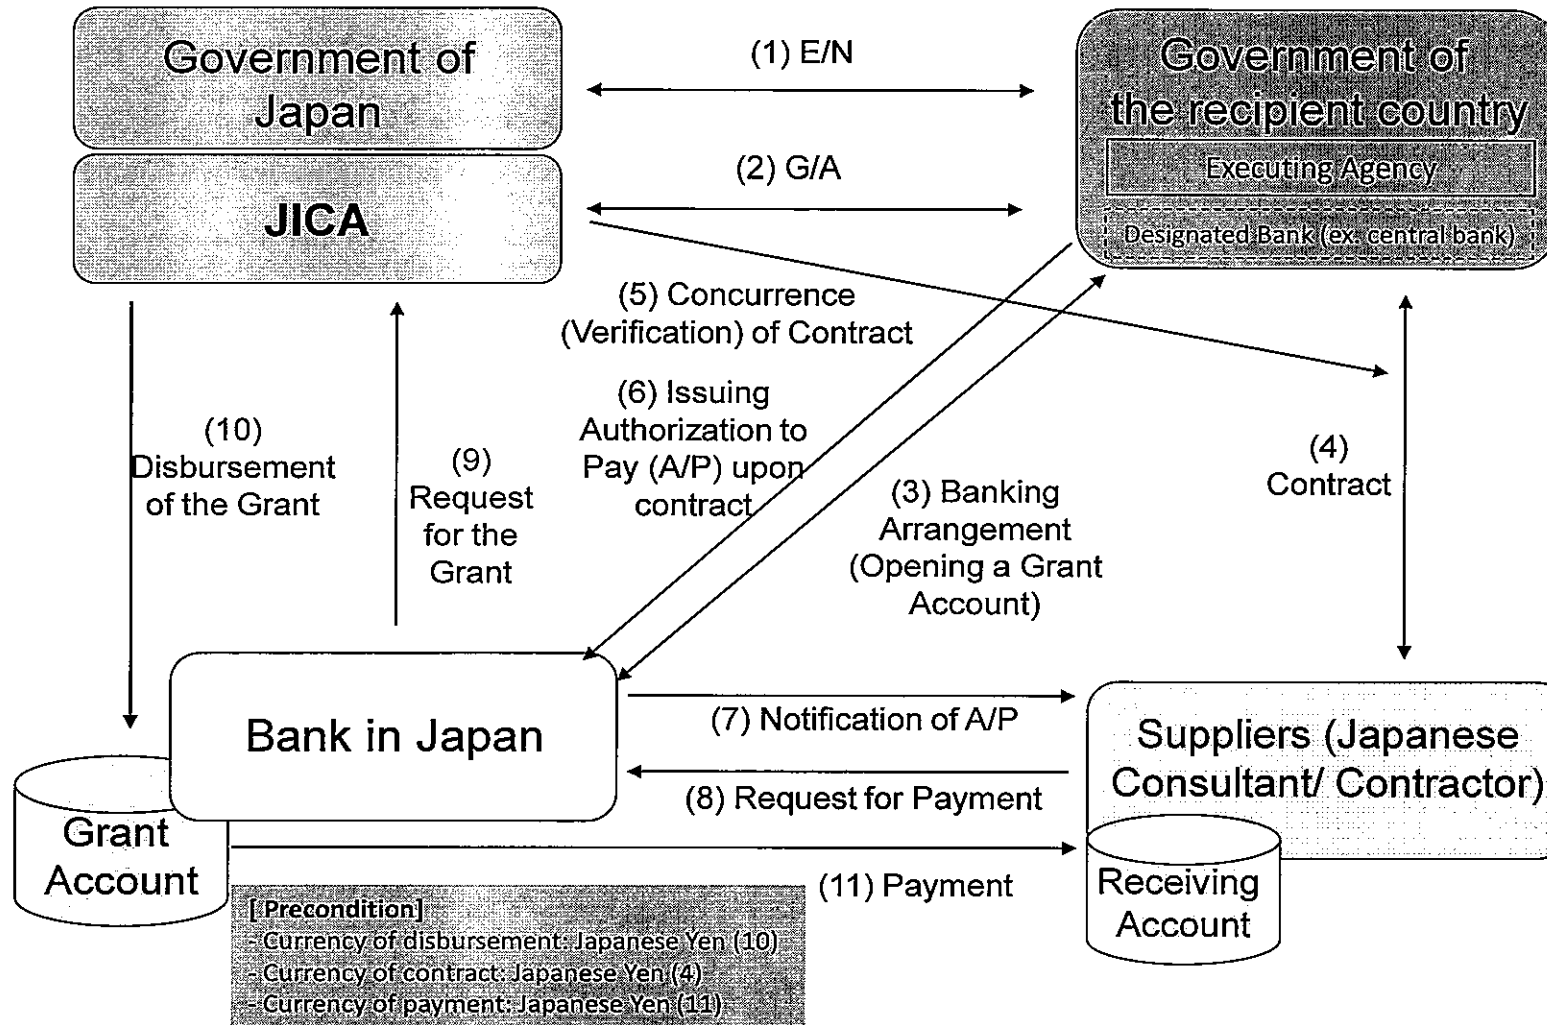 Government of
Japan
JICA
(1) E/N
(2) G/A
Government of
the recipient country
Executing Agency
Designated Bank (ex. central bank)
(5) Concurrence
(Verification) of Contract
(6) Issuing
Authorization to
Pay (A/P) upon
contract
(10)
Disbursement
of the Grant
(9)
Request
for the
Grant
(3) Banking
Arrangement
(Opening a Grant
Account)
(4)
Contract
Bank in Japan
(7) Notification of A/P
(8) Request for Payment
Suppliers (Japanese
Consultant/ Contractor)
Grant
Account
(11) Payment
Receiving
Account
[ Precondition]
- Currency of disbursement: Japanese Yen (10)
- Currency of contract: Japanese Yen (4)
- Currency of payment: Japanese Yen (11)